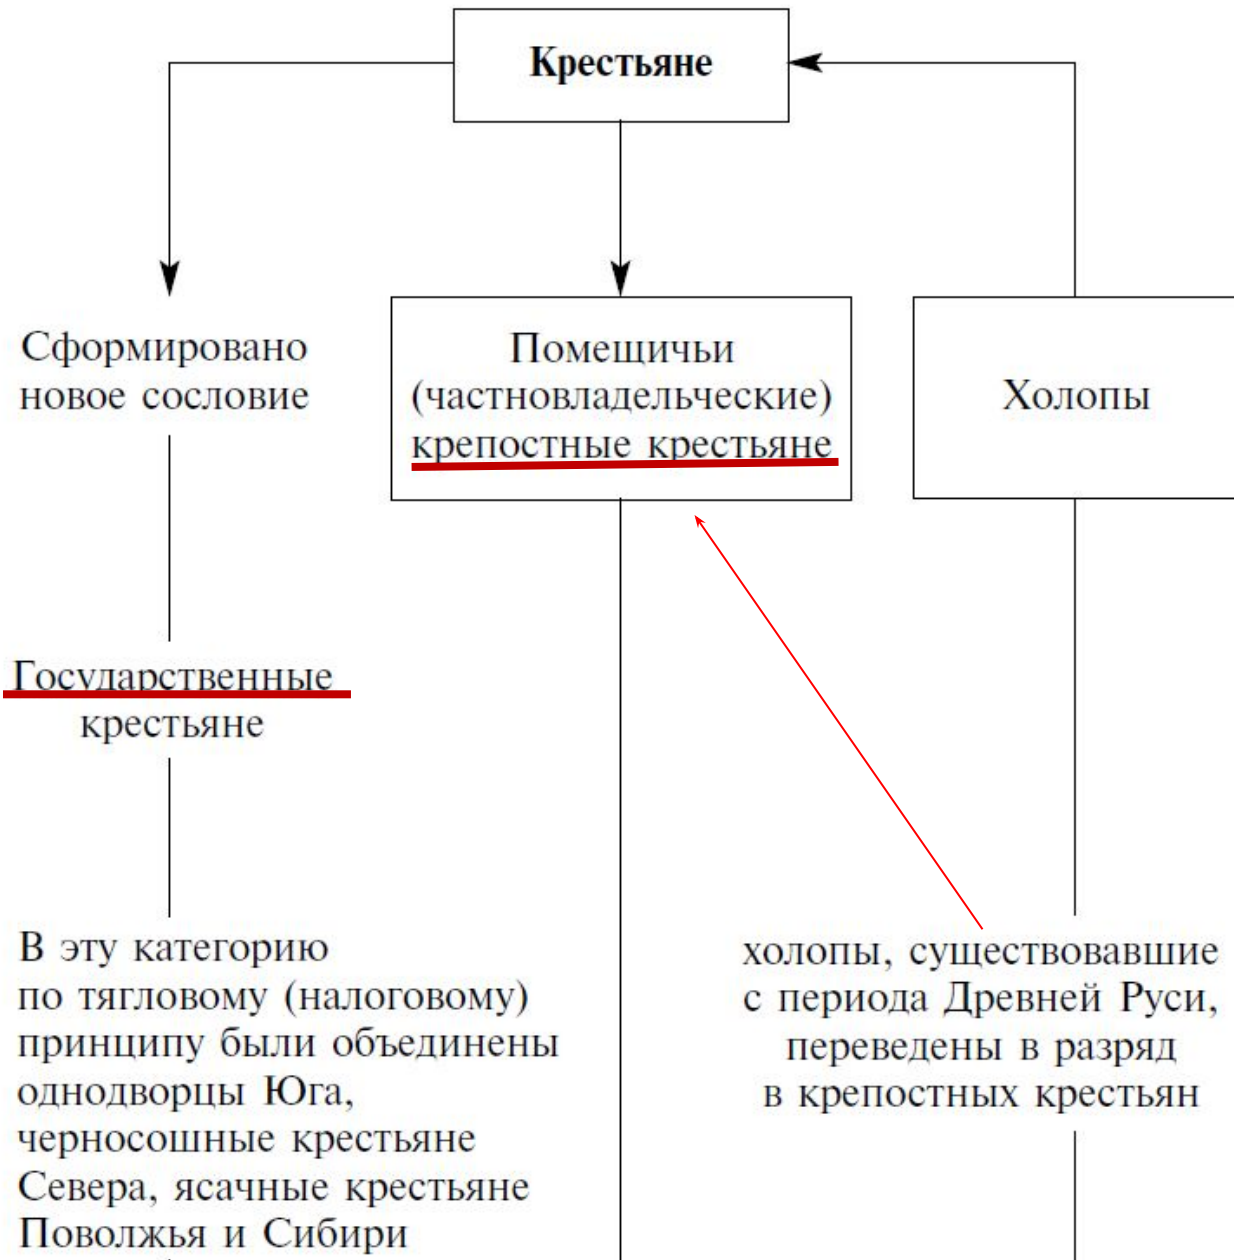 Крестьяне
Сформировано
новое сословие
Помещичьи
(частновладельческие)
крепостные крестьяне
Холопы
Государственные
крестьяне
В эту категорию
по тягловому (налоговому)
принципу были объединены
однодворцы Юга,
черносошные крестьяне
Севера, ясачные крестьяне
Поволжья и Сибири
холопы, существовавшие
с периода Древней Руси,
переведены в разряд
в крепостных крестьян